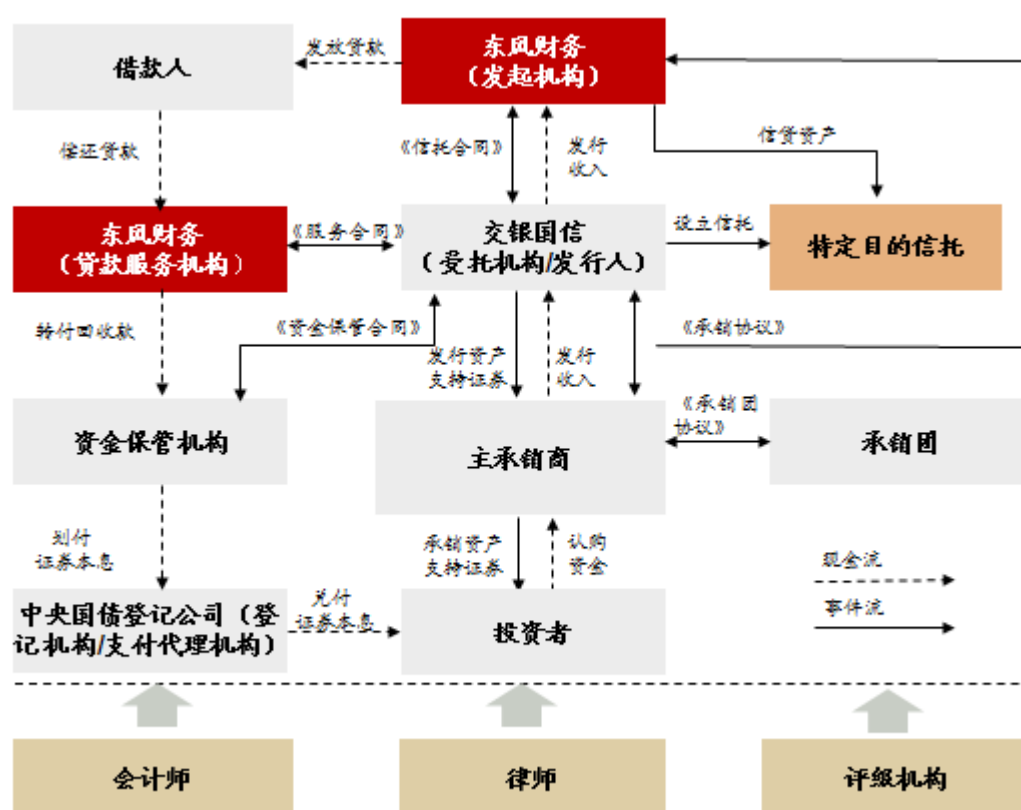 借款人
发放贷款
东风财务
（发起机构）
偿还贷款
《信托合同》
发行
收入
信贷资产
东风财务
（贷款服务机构）
《服务合同》
交银国信
（受托机构/发行人）
设立信托
特定目的信托
转付回收款
《资金保管合同》
发行资产
支持证券
发行
收入
《承销协议》
资金保管机构
主承销商
《承销团
协议》
承销团
划付
证券本息
承销资产
支持证券
认购
资金
现金流
事件流
中央国债登记公司（登
记机构/支付代理机构）
兑付
证券本息
投资者
会计师
律师
评级机构